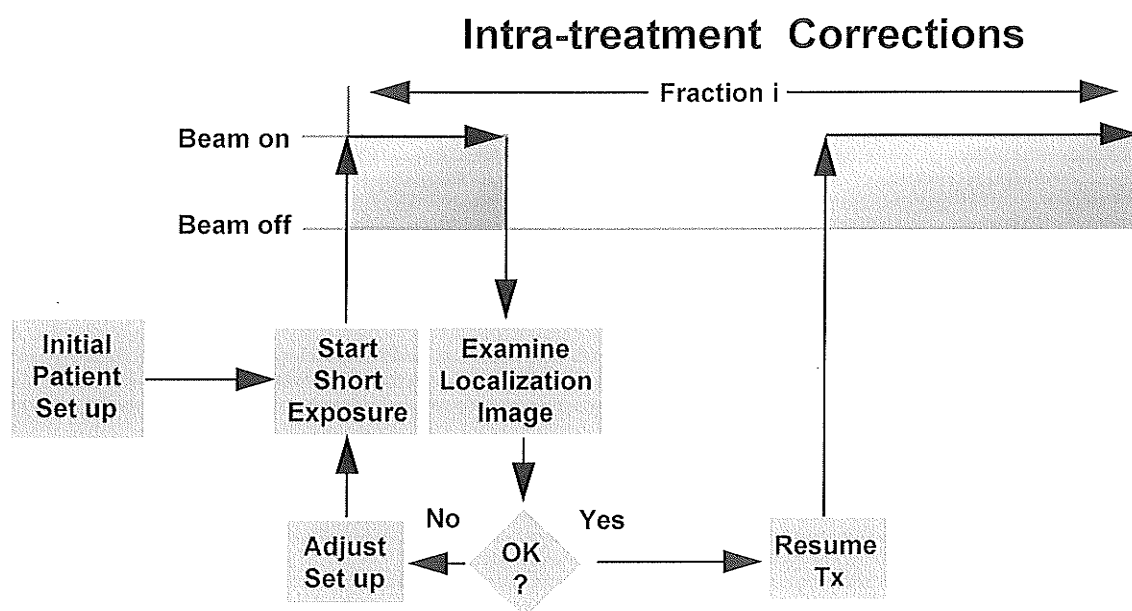 Intra-treatment Corrections
Fraction i
Beam on
Beam off
Initial
Patient
Set up
Start
Short
Exposure
Examine
Localization
Image
No
Yes
Adjust
Set up
OK
?
Resume
Tx